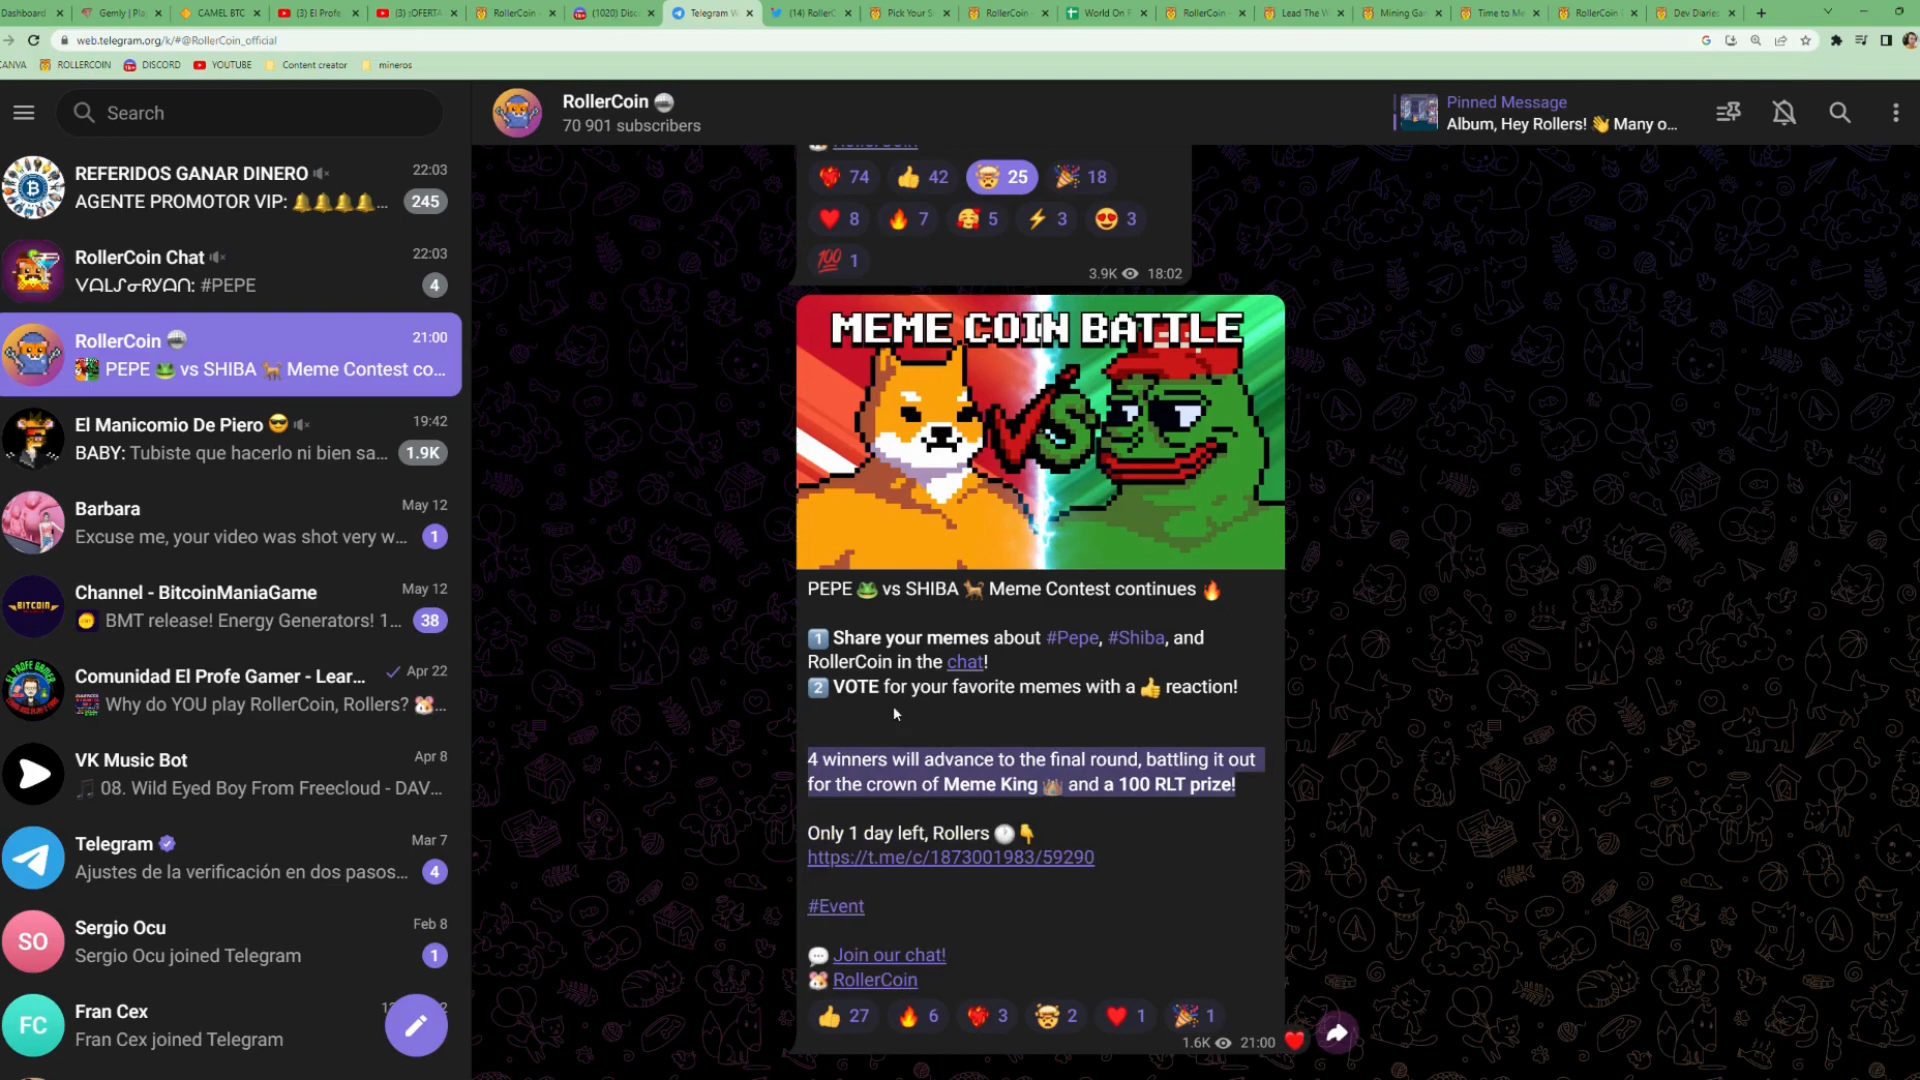 Dashboard
Gemly | Pla
CAMEL BTC
(3) El Profe
(3) ¡OFERTA
RollerCoin -
(1020) Disc
Telegram W
(14) RollerC
Pick Your S
RollerCoin
World On F
RollerCoin
Lead The W
Mining Ga
Time to Me
RollerCoin
Dev Diaries
web.telegram.org/k/#@RollerCoin_official
CANVA
ROLLERCOIN
DISCORD
YOUTUBE
Content creator
mineros
Search
REFERIDOS GANAR DINERO
22:03
AGENTE PROMOTOR VIP: 🔔🔔🔔🔔...
245
RollerCoin Chat
22:03
#PEPE
4
RollerCoin
21:00
PEPE 🐸 vs SHIBA 🐕 Meme Contest co...
El Manicomio De Piero 😎
19:42
BABY: Tubiste que hacerlo ni bien sa...
1.9K
Barbara
May 12
Excuse me, your video was shot very w...
1
Channel - BitcoinManiaGame
May 12
BMT release! Energy Generators! 1...
38
Comunidad El Profe Gamer - Lear...
Apr 22
Why do YOU play RollerCoin, Rollers? 🐹...
VK Music Bot
Apr 8
🎵 08. Wild Eyed Boy From Freecloud - DAV...
Telegram
Mar 7
Ajustes de la verificación en dos pasos...
4
SO
Sergio Ocu
Feb 8
Sergio Ocu joined Telegram
1
FC
Fran Cex
Fran Cex joined Telegram
RollerCoin
70 901 subscribers
Pinned Message
Album, Hey Rollers! 👋 Many o...
RollerCoin
74 👍 42 🤯 25 🎉 18
❤️ 8 🔥 7 🥰 5 ⚡ 3 😍 3
💯 1
3.9K 18:02
MEME COIN BATTLE
VS
PEPE 🐸 vs SHIBA 🐕 Meme Contest continues 🔥
1️⃣ Share your memes about #Pepe, #Shiba, and
RollerCoin in the chat!
2️⃣ VOTE for your favorite memes with a 👍 reaction!
4 winners will advance to the final round, battling it out
for the crown of Meme King 👑 and a 100 RLT prize!
Only 1 day left, Rollers 🕐👇
https://t.me/c/1873001983/59290
#Event
💬 Join our chat!
🐹 RollerCoin
👍 27 🔥 6 ❤️‍🔥 3 🤯 2 ❤️ 1 🎉 1
1.6K 21:00